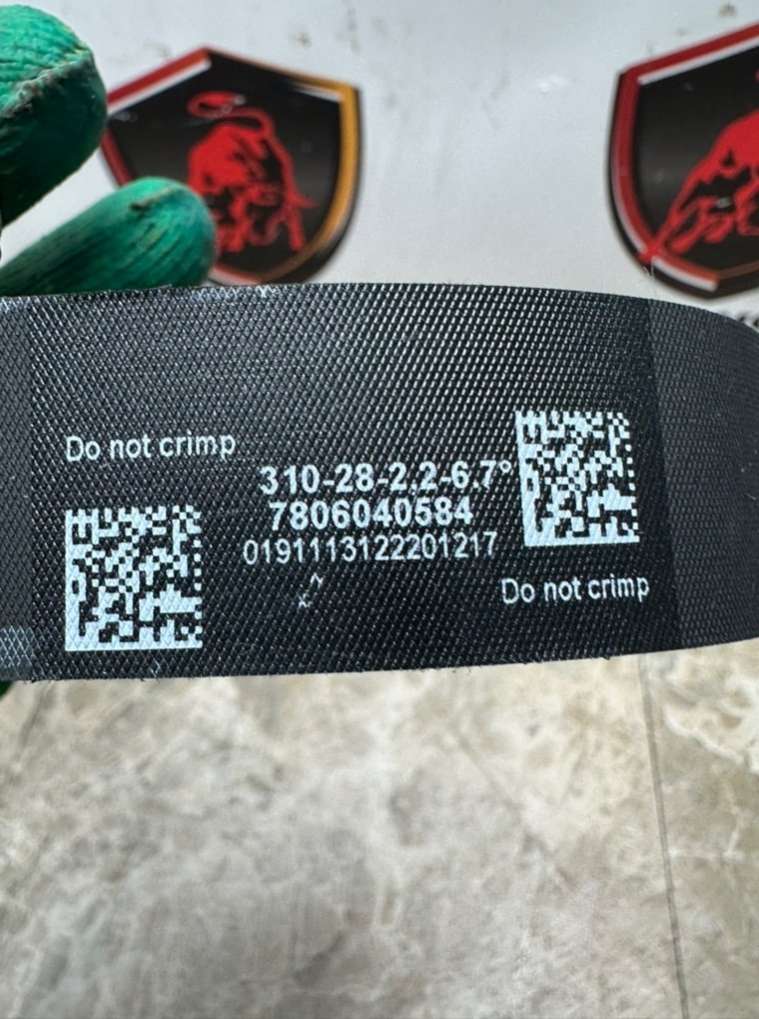 Do not crimp
310-28-2.2-6.7°
7806040584
0191113122201217
Do not crimp